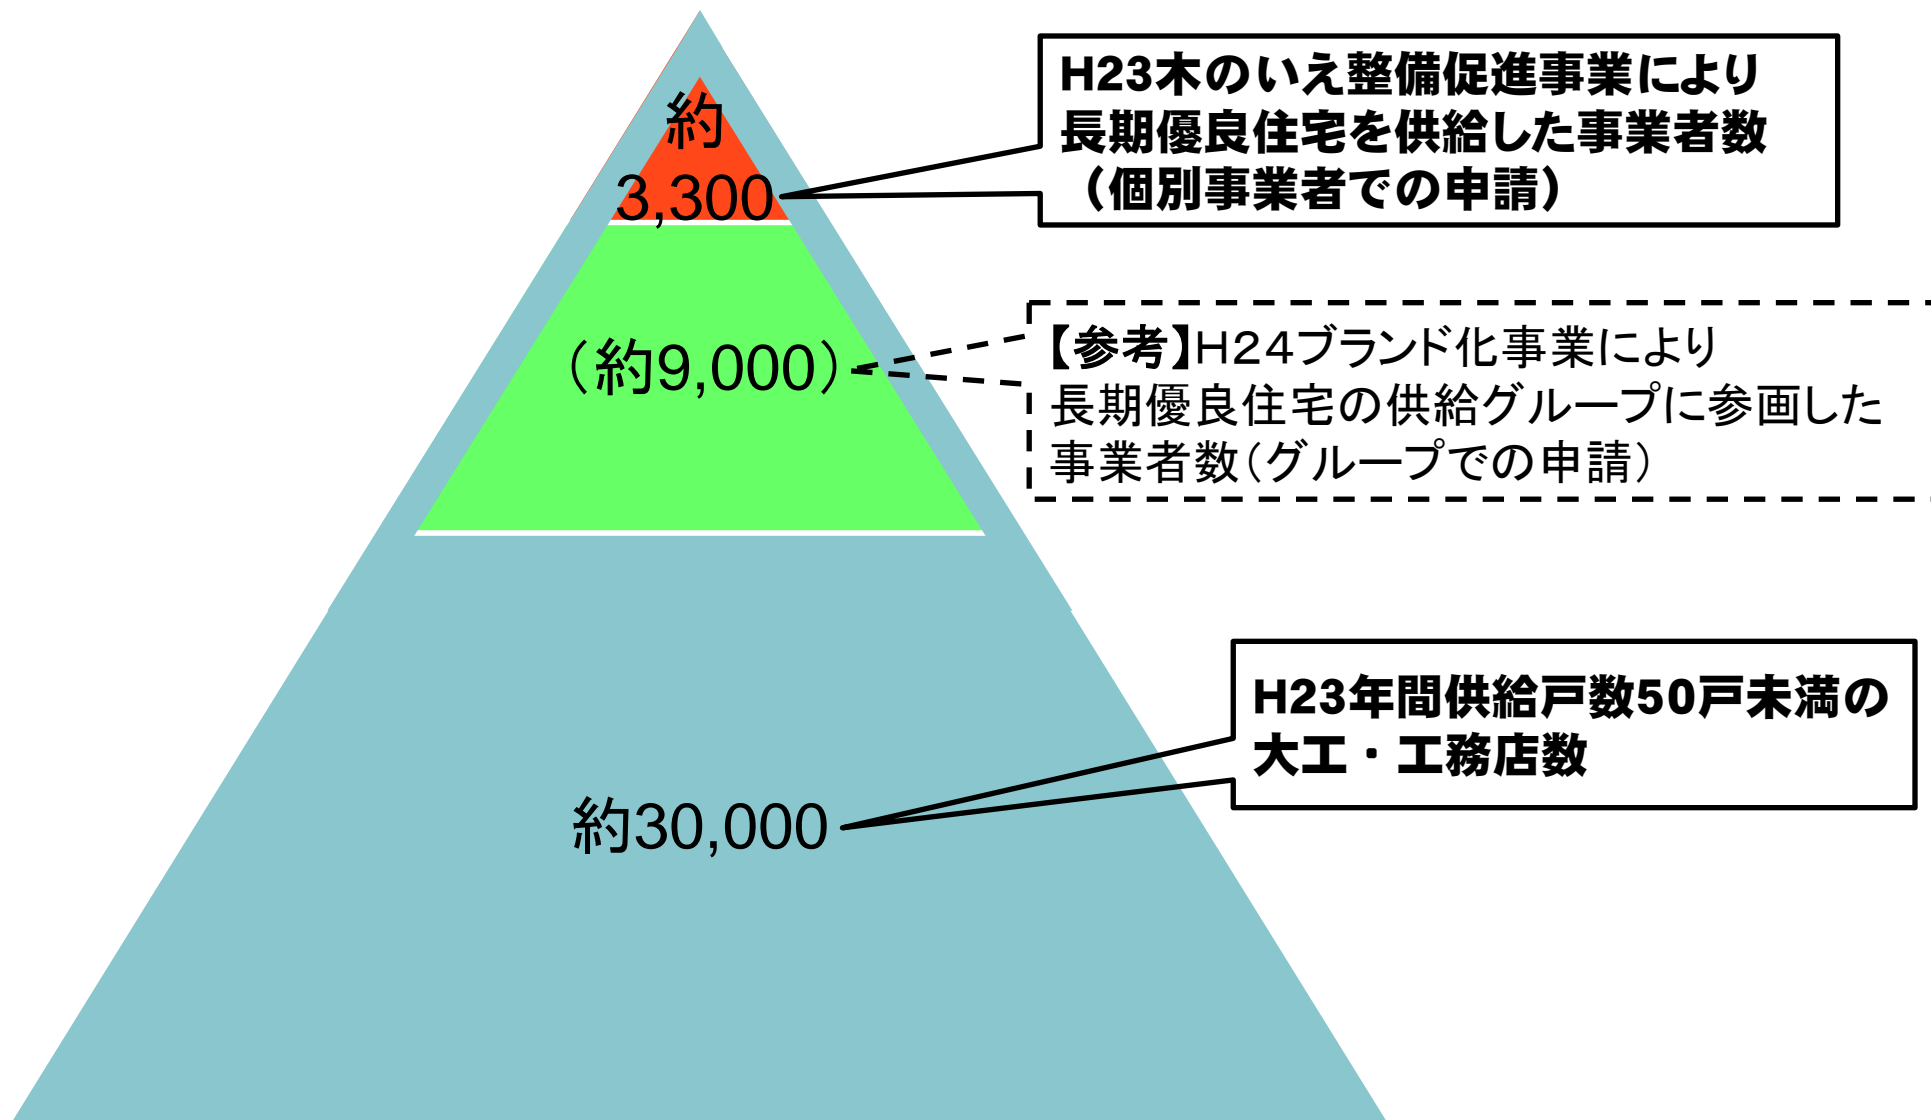 約
3,300
H23木のいえ整備促進事業により
長期優良住宅を供給した事業者数
（個別事業者での申請）
（約9,000）
【参考】H24ブランド化事業により
長期優良住宅の供給グループに参画した
事業者数（グループでの申請）
約30,000
H23年間供給戸数50戸未満の
大工・工務店数